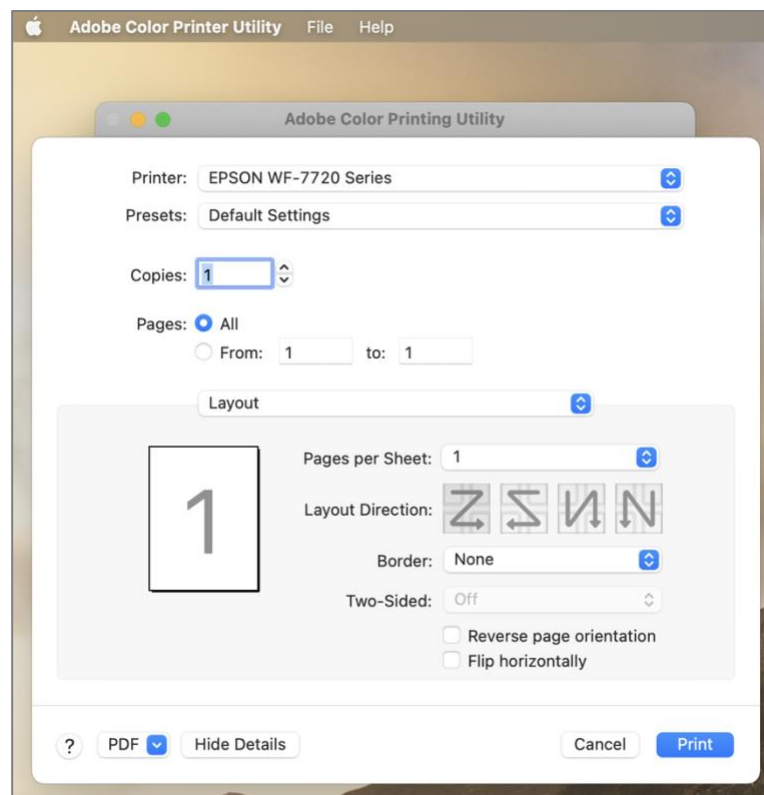 Adobe Color Printer Utility File Help
Adobe Color Printing Utility
Printer: EPSON WF-7720 Series
Presets: Default Settings
Copies: 1
Pages: All
From: 1 to: 1
Layout
1
Pages per Sheet: 1
Layout Direction:
Border: None
Two-Sided: Off
Reverse page orientation
Flip horizontally
? PDF Hide Details Cancel Print